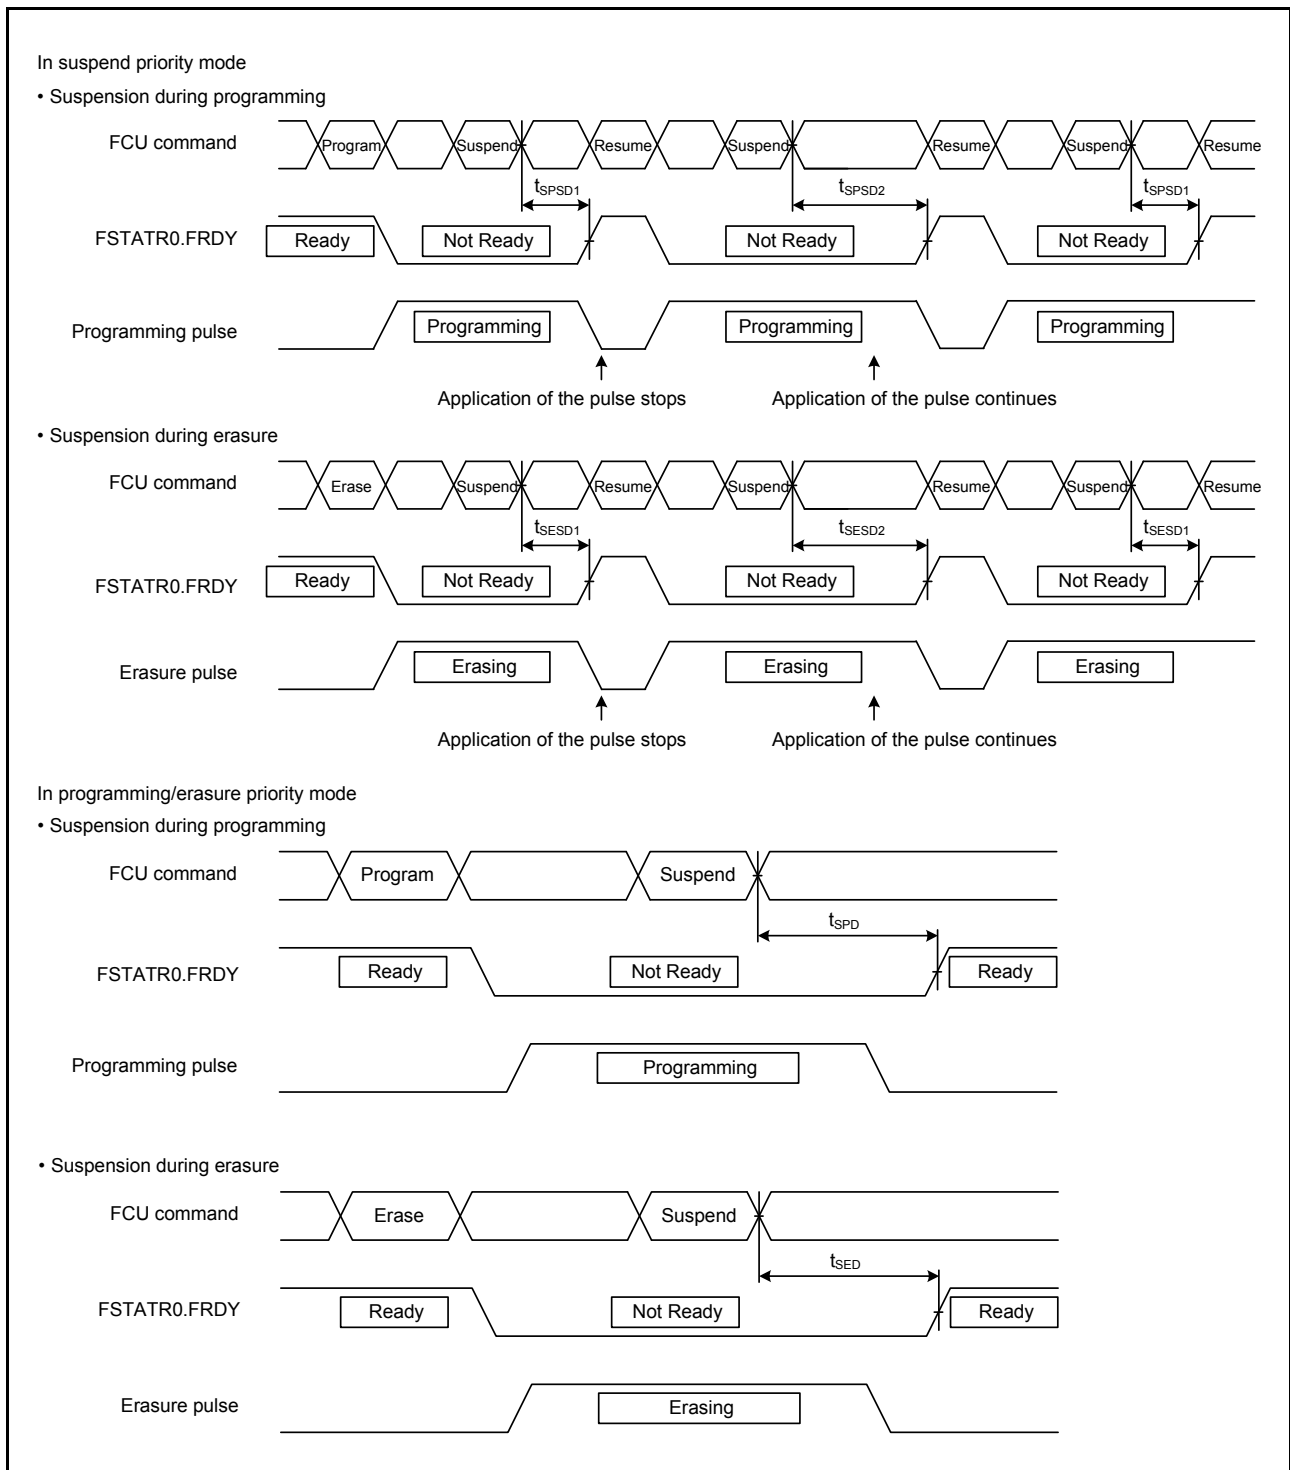 In suspend priority mode
• Suspension during programming
FCU command Program Suspend Resume Suspend Resume Suspend Resume
tSPSD1 tSPSD2 tSPSD1
FSTATR0.FRDY Ready Not Ready Not Ready Not Ready
Programming pulse Programming Programming Programming
Application of the pulse stops Application of the pulse continues
• Suspension during erasure
FCU command Erase Suspend Resume Suspend Resume Suspend Resume
tSESD1 tSESD2 tSESD1
FSTATR0.FRDY Ready Not Ready Not Ready Not Ready
Erasure pulse Erasing Erasing Erasing
Application of the pulse stops Application of the pulse continues
In programming/erasure priority mode
• Suspension during programming
FCU command Program Suspend
tSPD
FSTATR0.FRDY Ready Not Ready Ready
Programming pulse Programming
• Suspension during erasure
FCU command Erase Suspend
tSED
FSTATR0.FRDY Ready Not Ready Ready
Erasure pulse Erasing